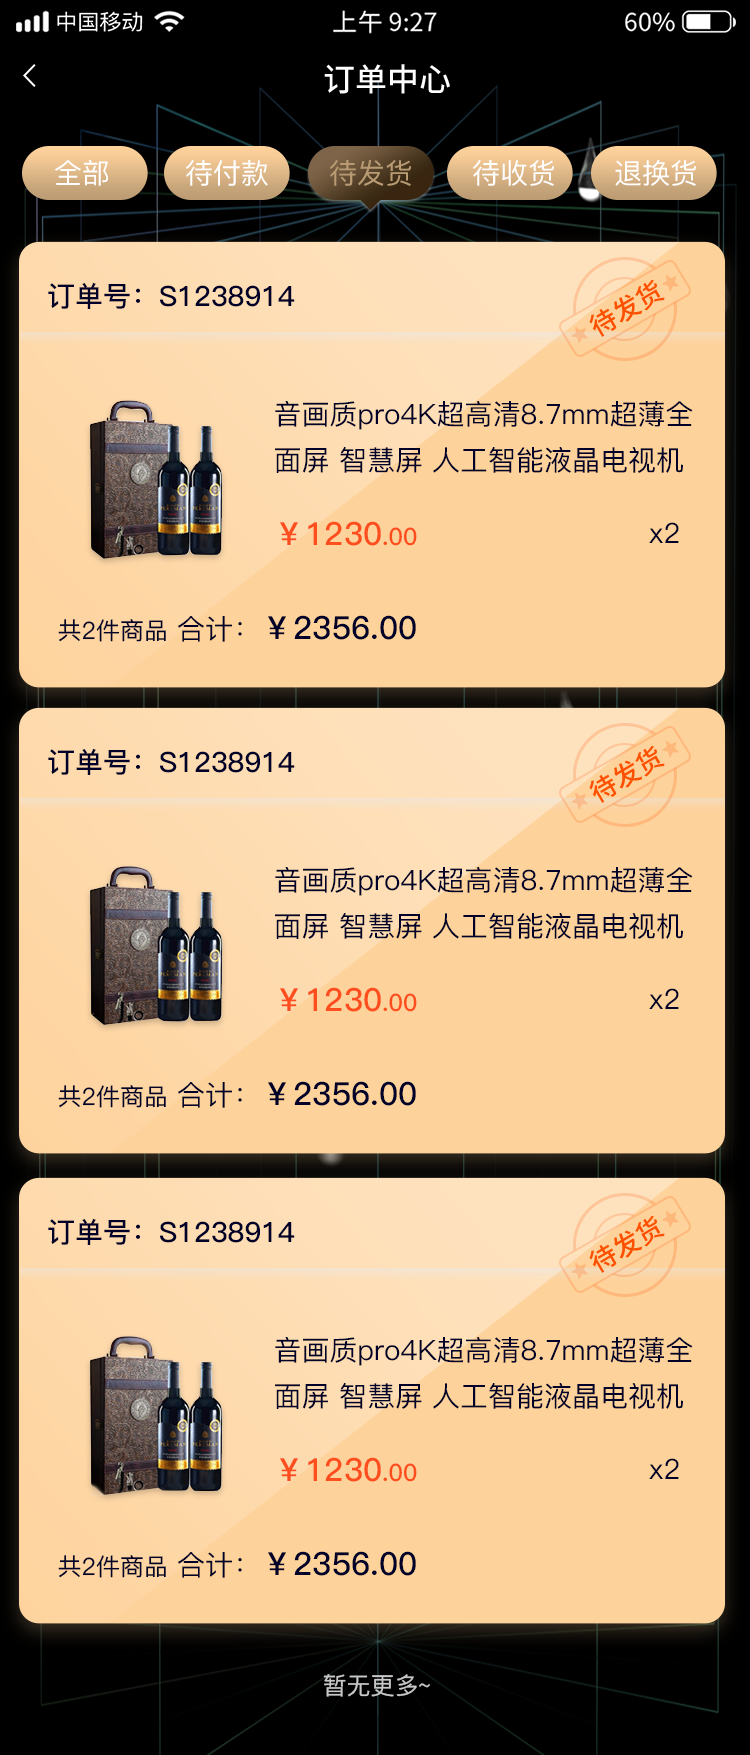 中国移动 上午 9:27 60%
订单中心
全部 待付款 待发货 待收货 退换货
订单号：S1238914 待发货
音画质pro4K超高清8.7mm超薄全
面屏 智慧屏 人工智能液晶电视机
¥ 1230.00 x2
共2件商品 合计： ¥ 2356.00
订单号：S1238914 待发货
音画质pro4K超高清8.7mm超薄全
面屏 智慧屏 人工智能液晶电视机
¥ 1230.00 x2
共2件商品 合计： ¥ 2356.00
订单号：S1238914 待发货
音画质pro4K超高清8.7mm超薄全
面屏 智慧屏 人工智能液晶电视机
¥ 1230.00 x2
共2件商品 合计： ¥ 2356.00
暂无更多~